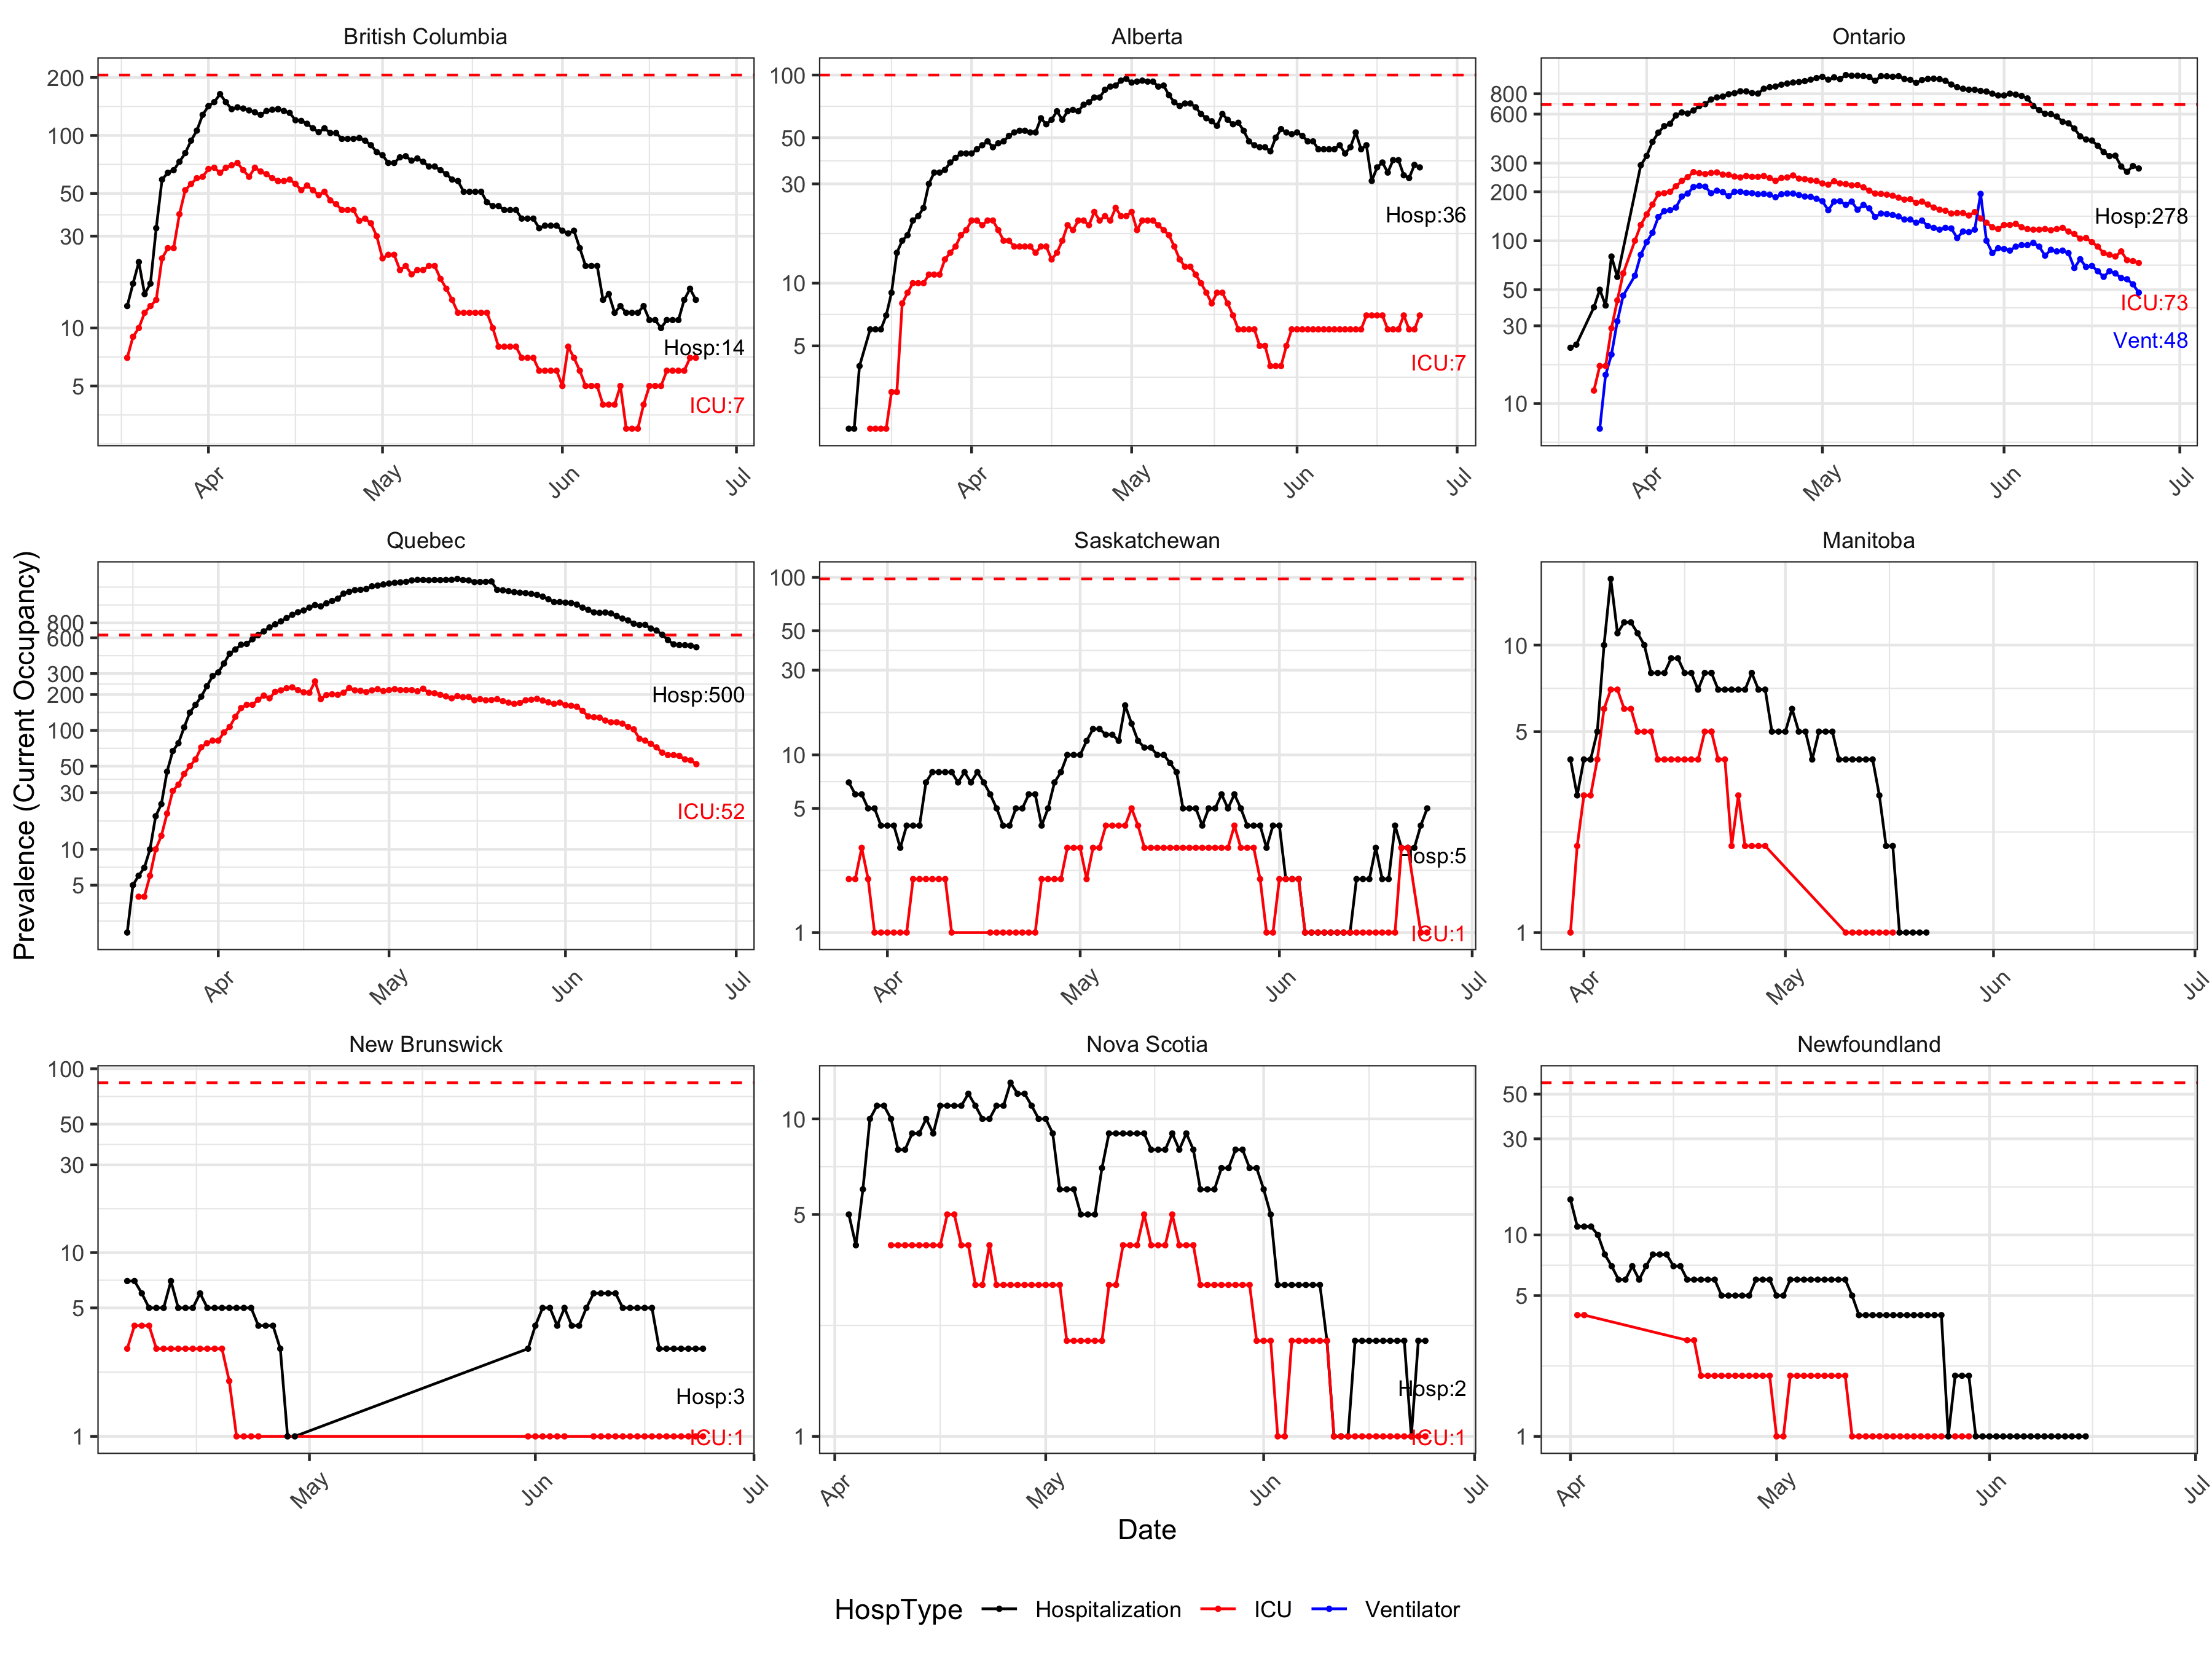 British Columbia
Alberta
Ontario
200
100
50
30
10
5
Hosp:14
ICU:7
Apr
May
Jun
Jul
100
50
30
10
5
Hosp:36
ICU:7
Apr
May
Jun
Jul
800
600
300
200
100
50
30
10
Hosp:278
ICU:73
Vent:48
Apr
May
Jun
Jul
Prevalence (Current Occupancy)
Quebec
Saskatchewan
Manitoba
800
600
300
200
100
50
30
10
5
Hosp:500
ICU:52
Apr
May
Jun
Jul
100
50
30
10
5
1
Hosp:5
ICU:1
Apr
May
Jun
Jul
10
5
1
Apr
May
Jun
Jul
New Brunswick
Nova Scotia
Newfoundland
100
50
30
10
5
1
Hosp:3
ICU:1
May
Jun
Jul
10
5
1
Hosp:2
ICU:1
Apr
May
Jun
Jul
50
30
10
5
1
Apr
May
Jun
Jul
Date
HospType Hospitalization ICU Ventilator